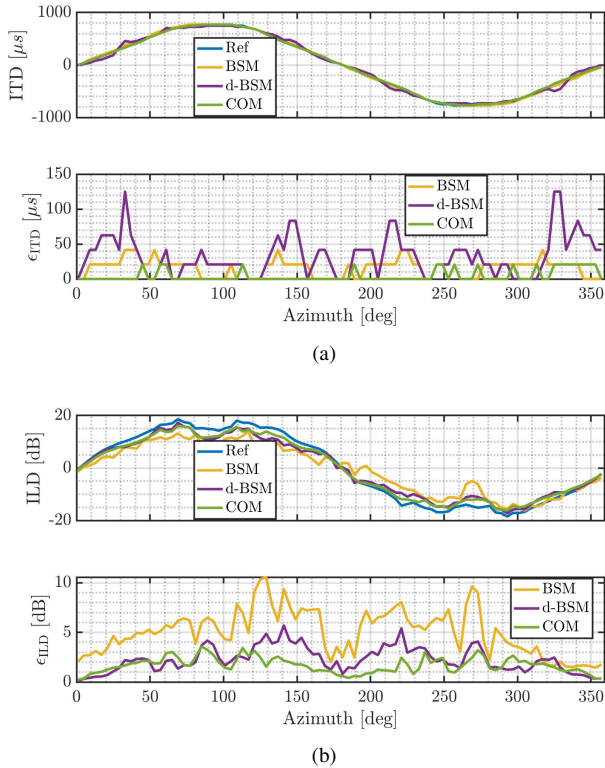 1000
0
-1000
ITD [μs]
Ref
BSM
d-BSM
COM
150
100
50
0
ϵITD [μs]
BSM
d-BSM
COM
0 50 100 150 200 250 300 350
Azimuth [deg]
(a)
20
0
-20
ILD [dB]
Ref
BSM
d-BSM
COM
10
5
0
ϵILD [dB]
BSM
d-BSM
COM
0 50 100 150 200 250 300 350
Azimuth [deg]
(b)